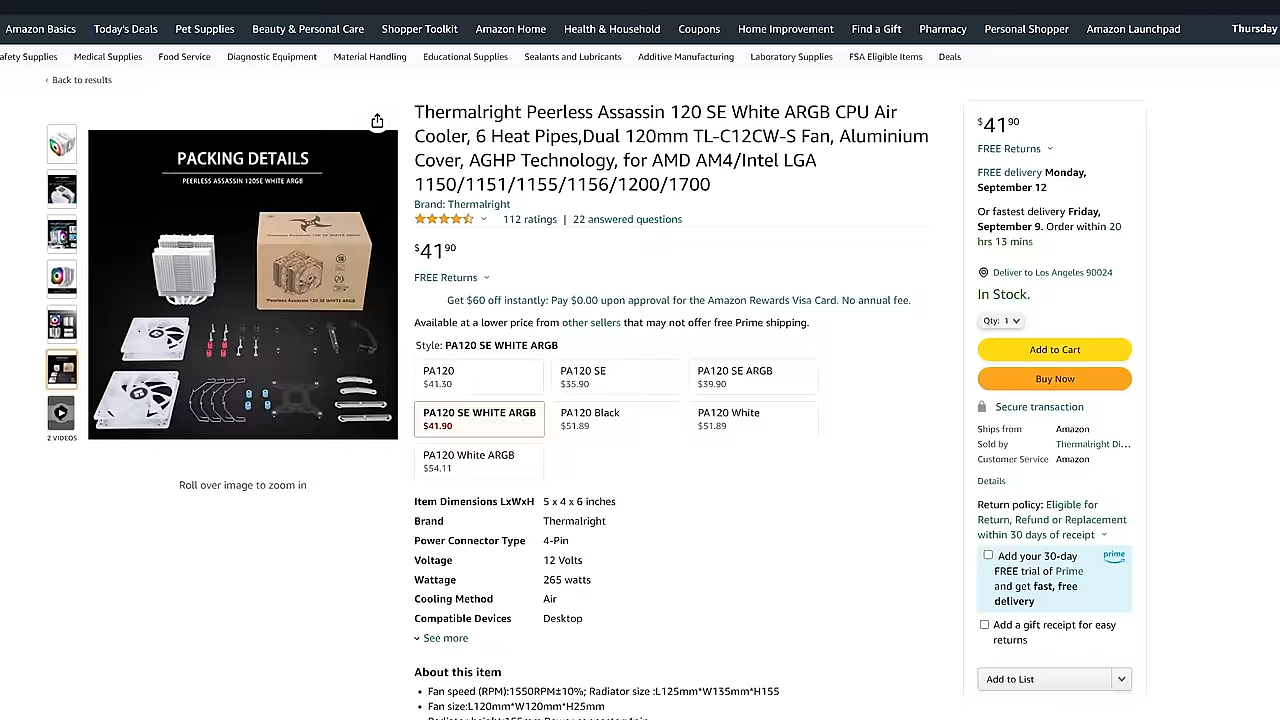 Amazon Basics Today's Deals Pet Supplies Beauty & Personal Care Shopper Toolkit Amazon Home Health & Household Coupons Home Improvement Find a Gift Pharmacy Personal Shopper Amazon Launchpad Thursday
afety Supplies Medical Supplies Food Service Diagnostic Equipment Material Handling Educational Supplies Sealants and Lubricants Additive Manufacturing Laboratory Supplies FSA Eligible Items Deals
‹ Back to results
PACKING DETAILS
PEERLESS ASSASSIN 120SE WHITE ARGB
Peerless Assassin 120 SE WHITE ARGB
2 VIDEOS
Roll over image to zoom in
Thermalright Peerless Assassin 120 SE White ARGB CPU Air
Cooler, 6 Heat Pipes,Dual 120mm TL-C12CW-S Fan, Aluminium
Cover, AGHP Technology, for AMD AM4/Intel LGA
1150/1151/1155/1156/1200/1700
Brand: Thermalright
112 ratings | 22 answered questions
$41 90
FREE Returns
Get $60 off instantly: Pay $0.00 upon approval for the Amazon Rewards Visa Card. No annual fee.
Available at a lower price from other sellers that may not offer free Prime shipping.
Style: PA120 SE WHITE ARGB
PA120 PA120 SE PA120 SE ARGB
$41.30 $35.90 $39.90
PA120 SE WHITE ARGB PA120 Black PA120 White
$41.90 $51.89 $51.89
PA120 White ARGB
$54.11
Item Dimensions LxWxH 5 x 4 x 6 inches
Brand Thermalright
Power Connector Type 4-Pin
Voltage 12 Volts
Wattage 265 watts
Cooling Method Air
Compatible Devices Desktop
See more
About this item
• Fan speed (RPM):1550RPM±10%; Radiator size :L125mm*W135mm*H155
• Fan size:L120mm*W120mm*H25mm
$41 90
FREE Returns
FREE delivery Monday,
September 12
Or fastest delivery Friday,
September 9. Order within 20
hrs 13 mins
Deliver to Los Angeles 90024
In Stock.
Qty: 1
Add to Cart
Buy Now
Secure transaction
Ships from Amazon
Sold by Thermalright Di...
Customer Service Amazon
Details
Return policy: Eligible for
Return, Refund or Replacement
within 30 days of receipt
Add your 30-day prime
FREE trial of Prime
and get fast, free
delivery
Add a gift receipt for easy
returns
Add to List